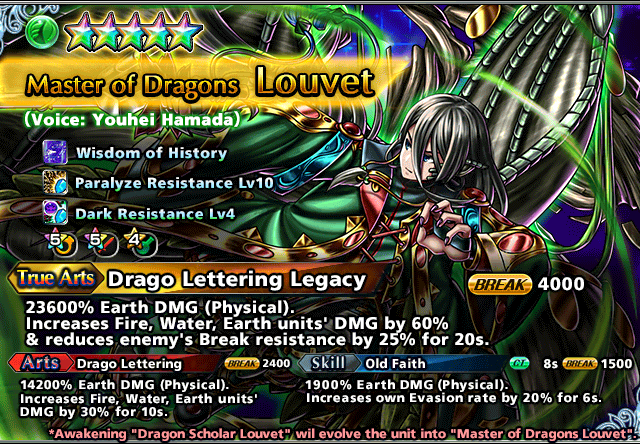 Master of Dragons Louvet
(Voice: Youhei Hamada)
Wisdom of History
Paralyze Resistance Lv10
Dark Resistance Lv4
5 5 4
True Arts Drago Lettering Legacy BREAK 4000
23600% Earth DMG (Physical).
Increases Fire, Water, Earth units' DMG by 60%
& reduces enemy's Break resistance by 25% for 20s.
Arts Drago Lettering BREAK 2400
14200% Earth DMG (Physical).
Increases Fire, Water, Earth units'
DMG by 30% for 10s.
Skill Old Faith CT 8s BREAK 1500
1900% Earth DMG (Physical).
Increases own Evasion rate by 20% for 6s.
*Awakening "Dragon Scholar Louvet" will evolve the unit into "Master of Dragons Louvet".